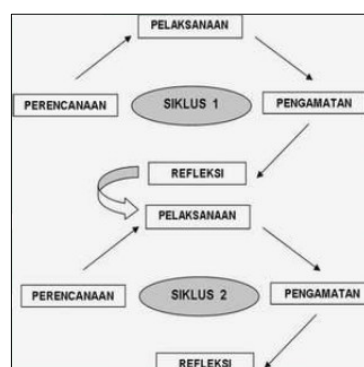 PELAKSANAAN
PERENCANAAN
SIKLUS 1
PENGAMATAN
REFLEKSI
PELAKSANAAN
PERENCANAAN
SIKLUS 2
PENGAMATAN
REFLEKSI